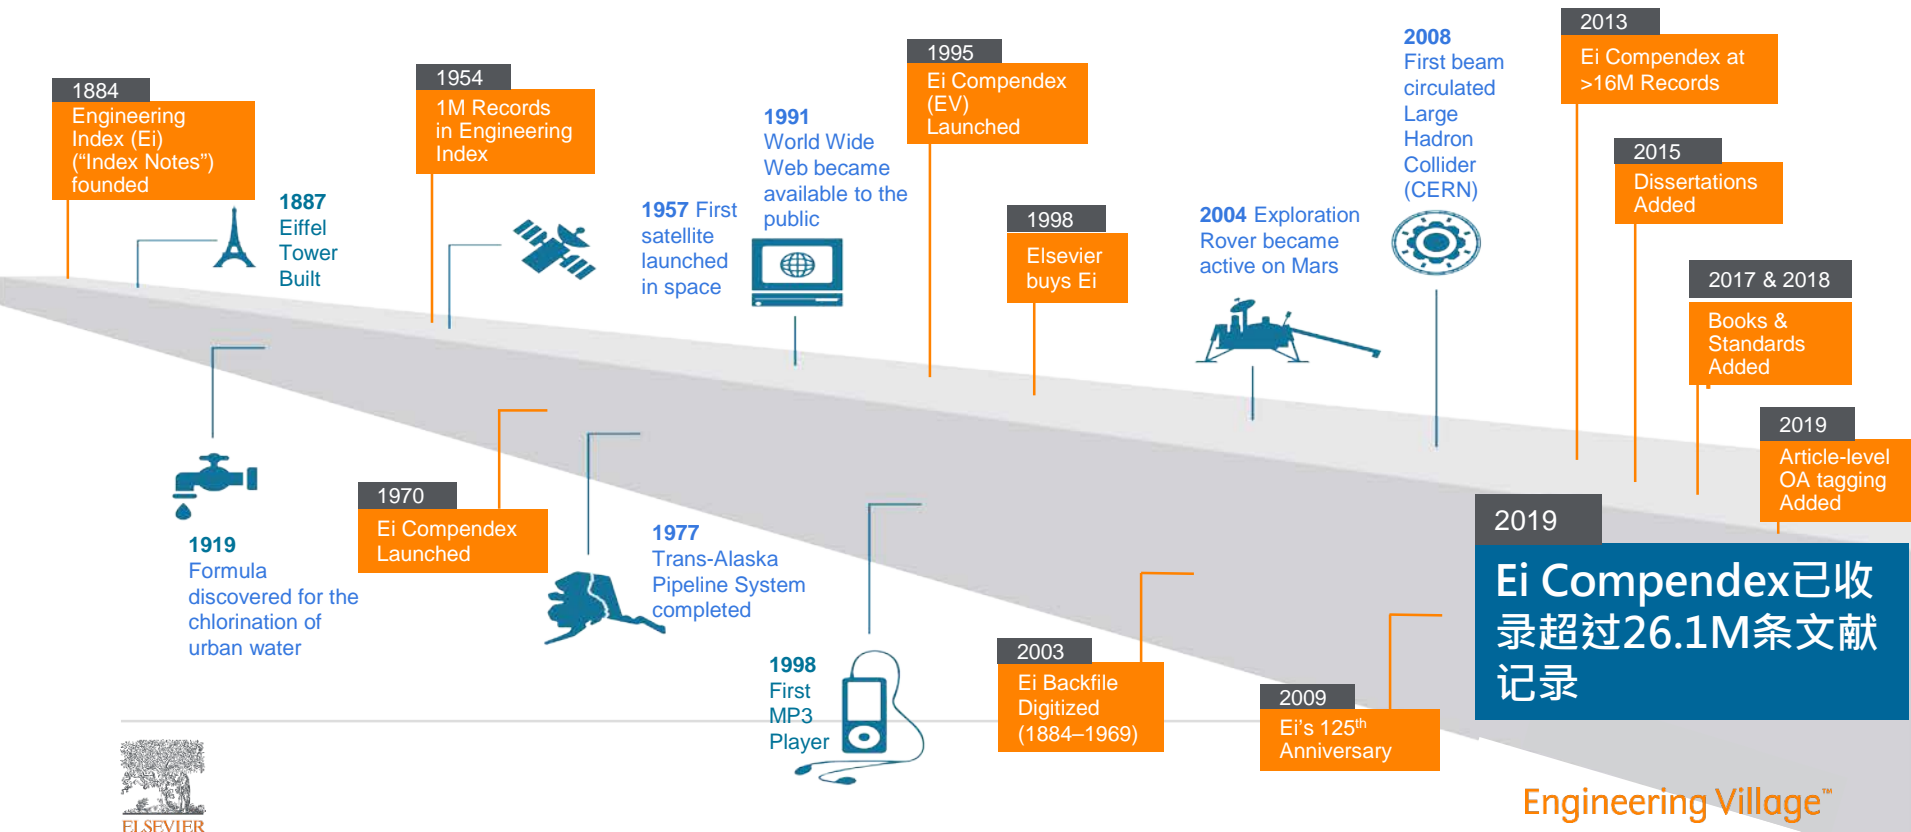 1884
Engineering
Index (Ei)
(“Index Notes”)
founded
1887
Eiffel
Tower
Built
1954
1M Records
in Engineering
Index
1957 First
satellite
launched
in space
1991
World Wide
Web became
available to the
public
1995
Ei Compendex
(EV)
Launched
1998
Elsevier
buys Ei
2004 Exploration
Rover became
active on Mars
2008
First beam
circulated
Large
Hadron
Collider
(CERN)
2013
Ei Compendex at
>16M Records
2015
Dissertations
Added
2017 & 2018
Books &
Standards
Added
2019
Article-level
OA tagging
Added
1919
Formula
discovered for the
chlorination of
urban water
1970
Ei Compendex
Launched
1977
Trans-Alaska
Pipeline System
completed
1998
First
MP3
Player
2003
Ei Backfile
Digitized
(1884–1969)
2009
Ei’s 125th
Anniversary
2019
Ei Compendex已收
录超过26.1M条文献
记录
ELSEVIER
Engineering Village™